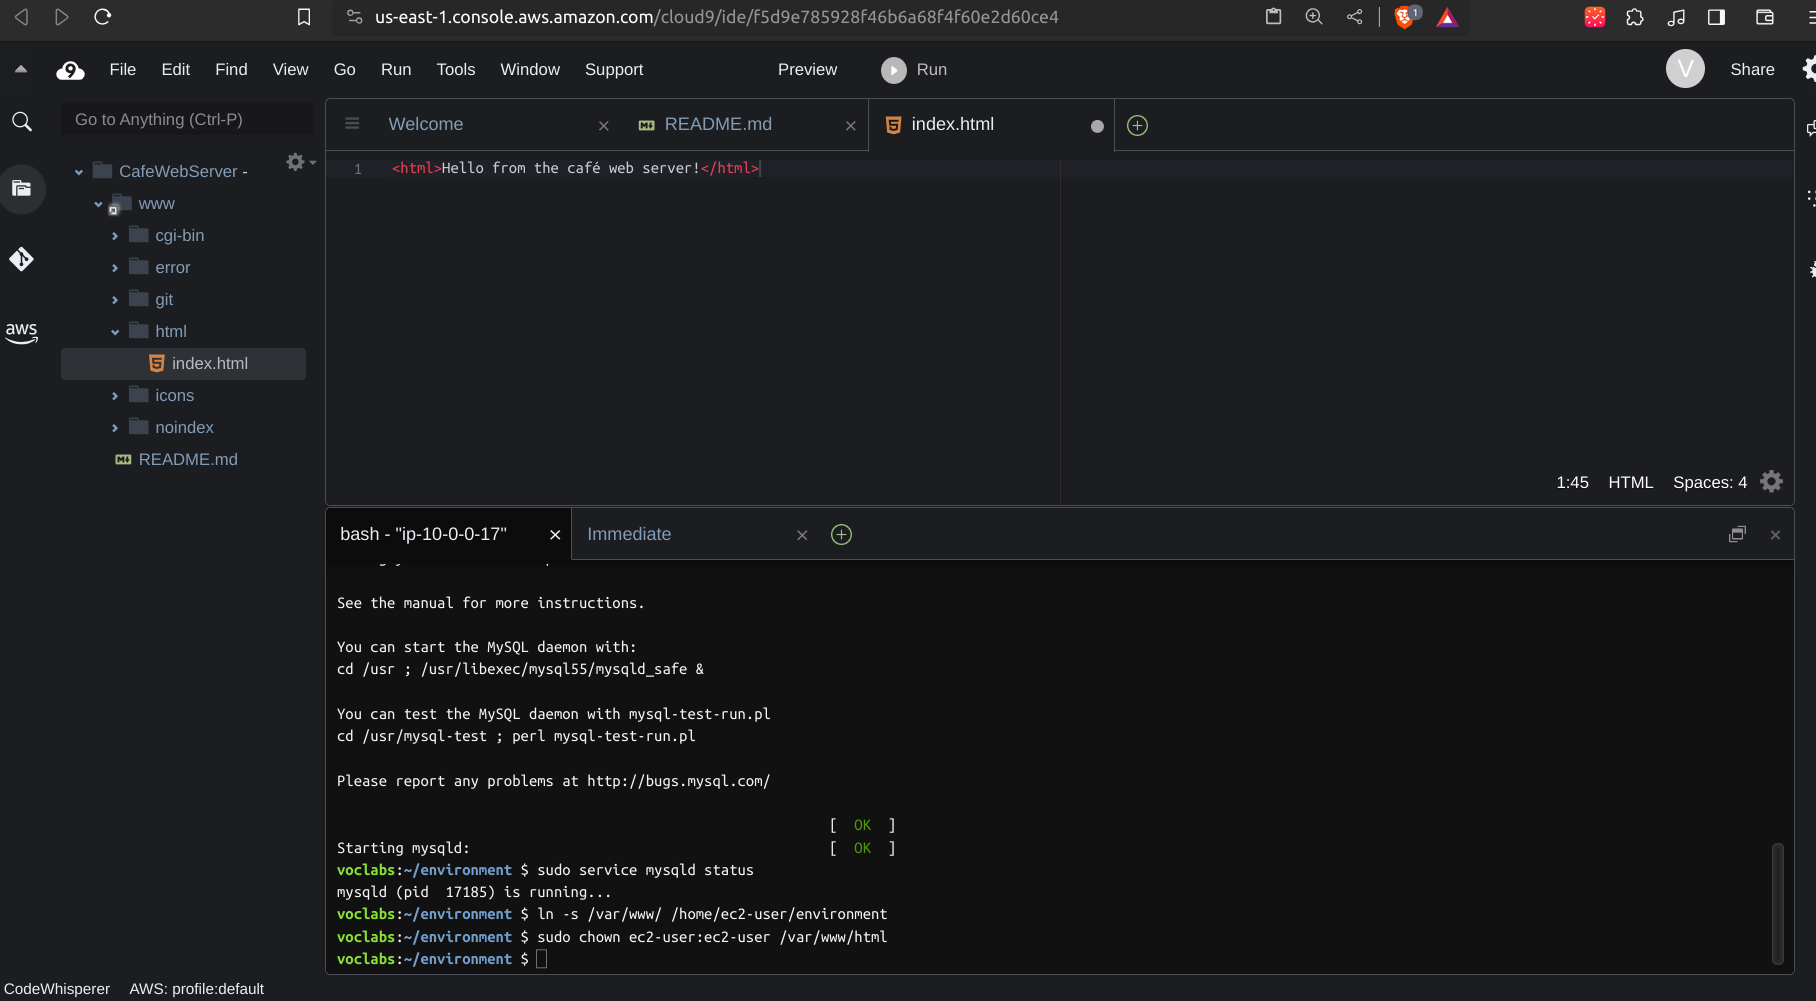 us-east-1.console.aws.amazon.com/cloud9/ide/f5d9e785928f46b6a68f4f60e2d60ce4
1
9 File Edit Find View Go Run Tools Window Support Preview Run V Share
Go to Anything (Ctrl-P)
Welcome README.md index.html
CafeWebServer -
www
cgi-bin
error
git
html
index.html
icons
noindex
README.md
aws
1 <html>Hello from the café web server!</html>
1:45 HTML Spaces: 4
bash - "ip-10-0-0-17" Immediate
See the manual for more instructions.
You can start the MySQL daemon with:
cd /usr ; /usr/libexec/mysql55/mysqld_safe &
You can test the MySQL daemon with mysql-test-run.pl
cd /usr/mysql-test ; perl mysql-test-run.pl
Please report any problems at http://bugs.mysql.com/
[ OK ]
Starting mysqld: [ OK ]
voclabs:~/environment $ sudo service mysqld status
mysqld (pid  17185) is running...
voclabs:~/environment $ ln -s /var/www/ /home/ec2-user/environment
voclabs:~/environment $ sudo chown ec2-user:ec2-user /var/www/html
voclabs:~/environment $
CodeWhisperer AWS: profile:default